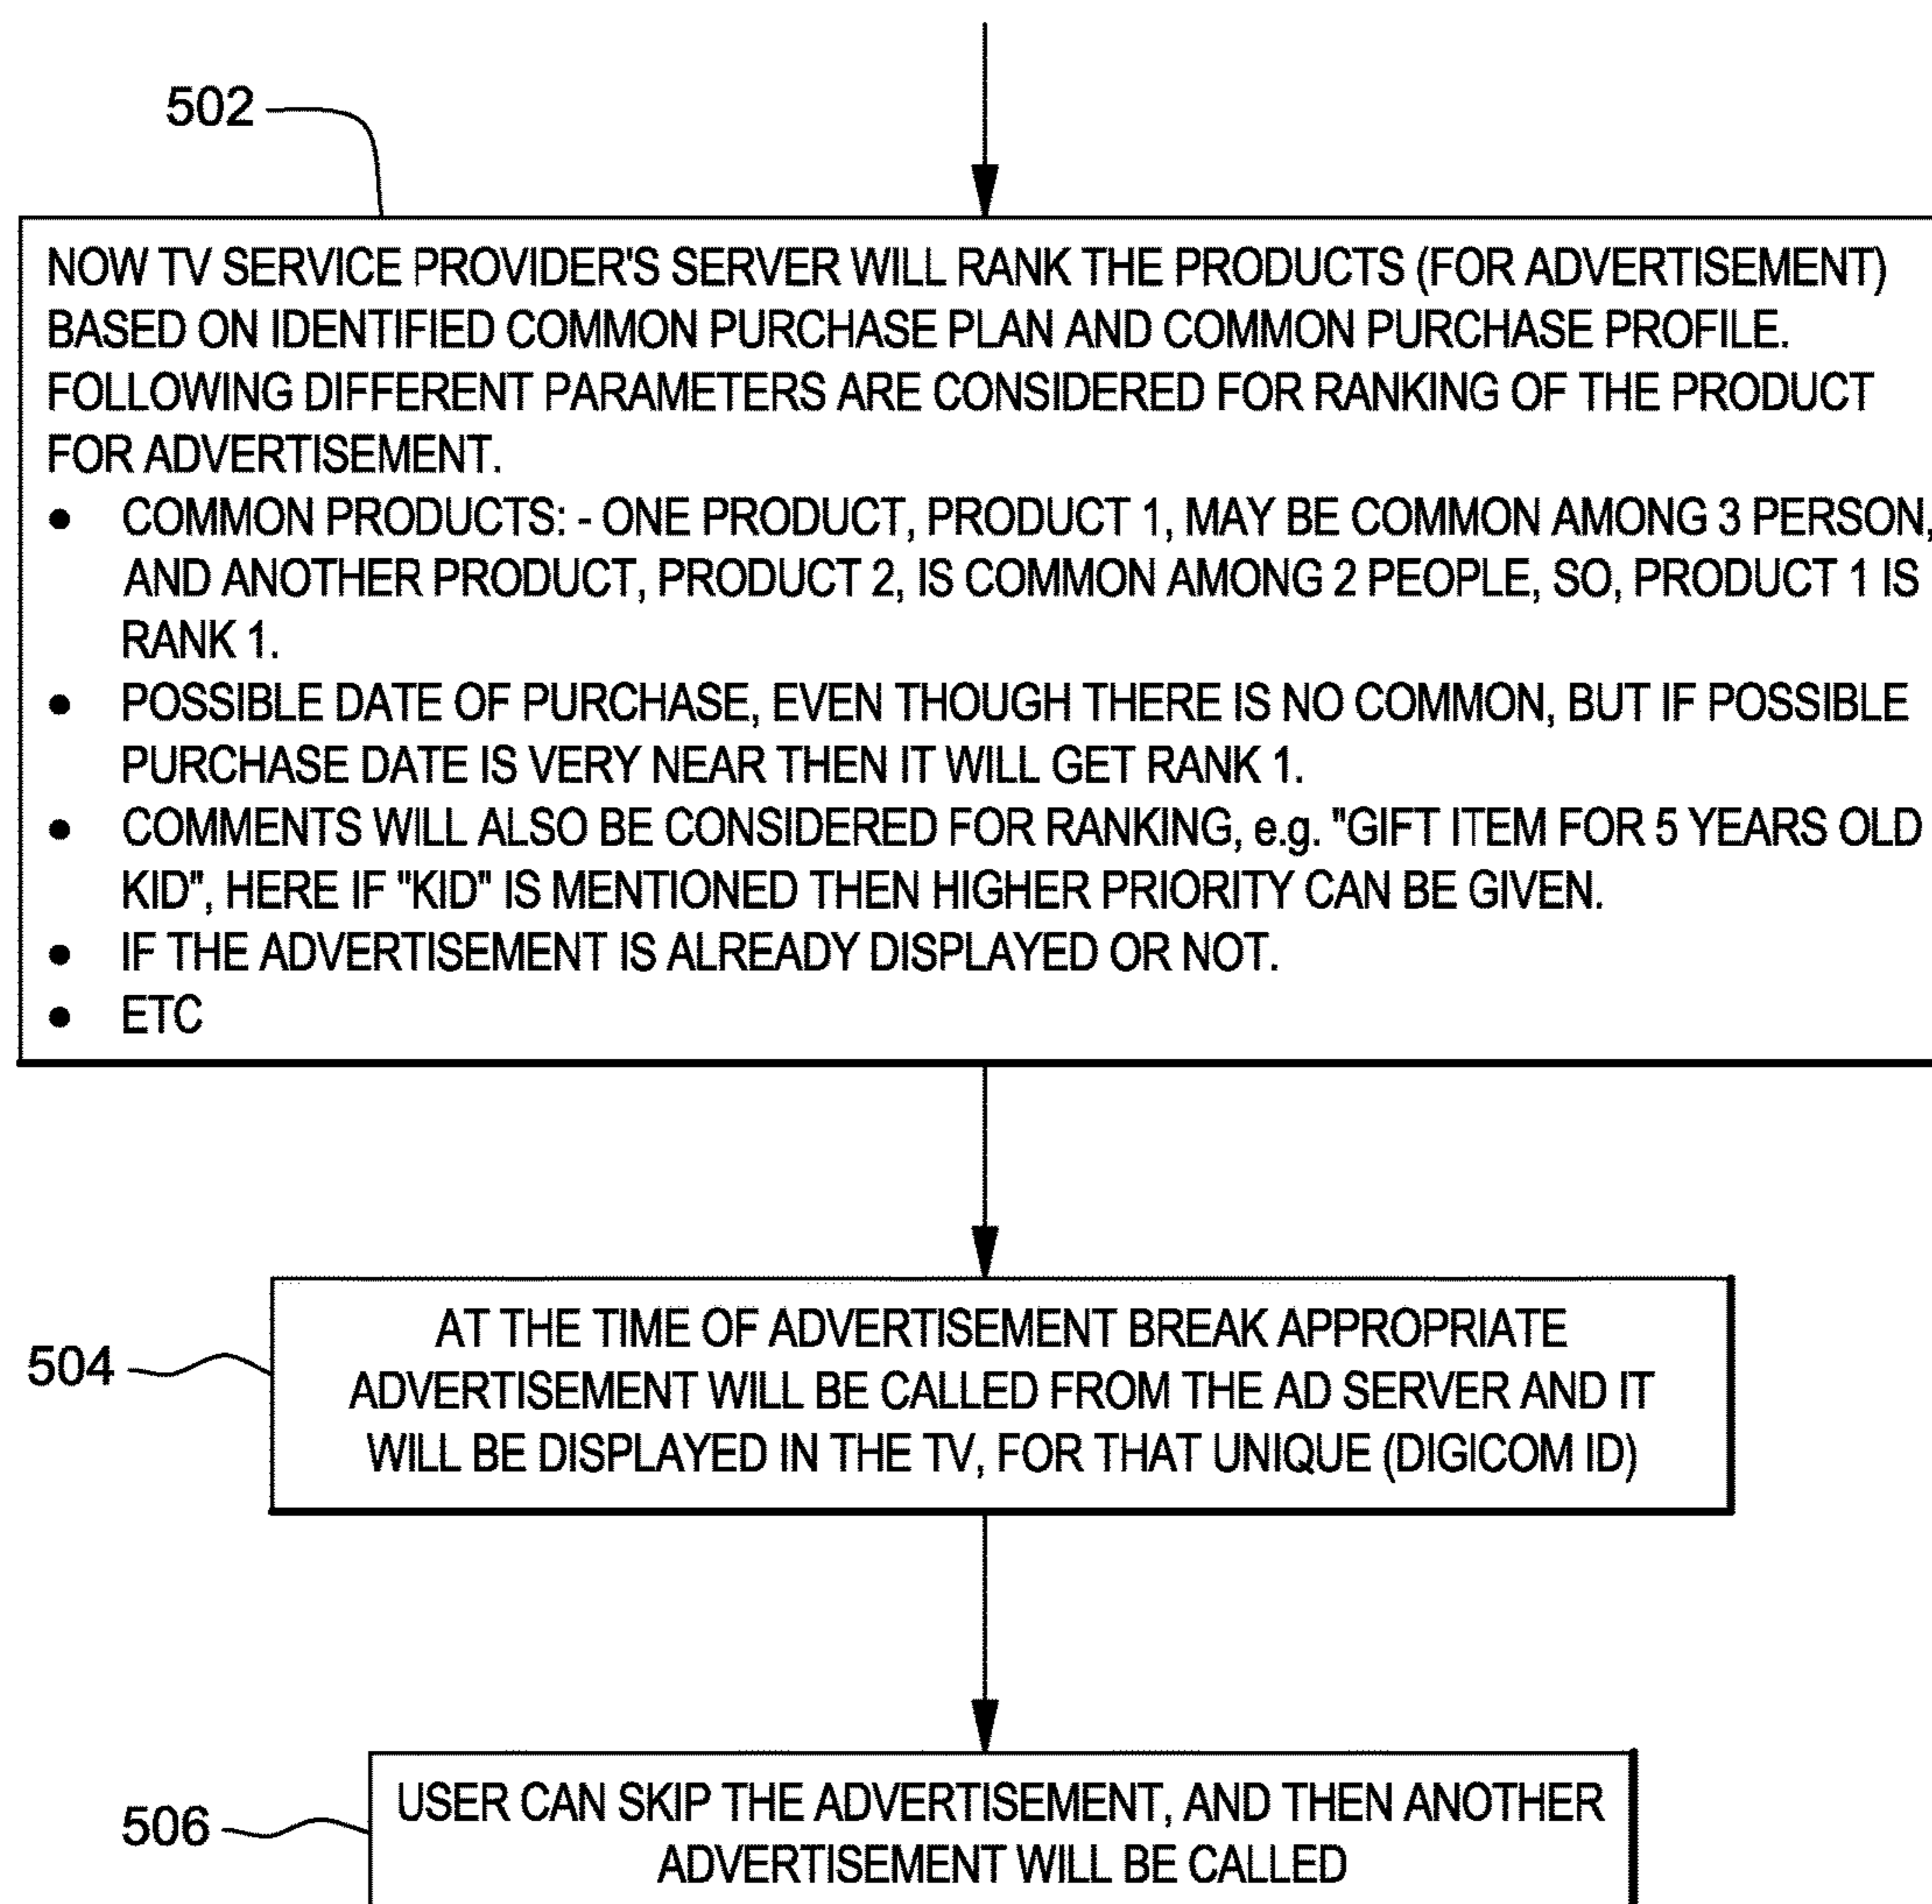 502
NOW TV SERVICE PROVIDER'S SERVER WILL RANK THE PRODUCTS (FOR ADVERTISEMENT)
BASED ON IDENTIFIED COMMON PURCHASE PLAN AND COMMON PURCHASE PROFILE.
FOLLOWING DIFFERENT PARAMETERS ARE CONSIDERED FOR RANKING OF THE PRODUCT
FOR ADVERTISEMENT.
• COMMON PRODUCTS: - ONE PRODUCT, PRODUCT 1, MAY BE COMMON AMONG 3 PERSON,
AND ANOTHER PRODUCT, PRODUCT 2, IS COMMON AMONG 2 PEOPLE, SO, PRODUCT 1 IS
RANK 1.
• POSSIBLE DATE OF PURCHASE, EVEN THOUGH THERE IS NO COMMON, BUT IF POSSIBLE
PURCHASE DATE IS VERY NEAR THEN IT WILL GET RANK 1.
• COMMENTS WILL ALSO BE CONSIDERED FOR RANKING, e.g. "GIFT ITEM FOR 5 YEARS OLD
KID", HERE IF "KID" IS MENTIONED THEN HIGHER PRIORITY CAN BE GIVEN.
• IF THE ADVERTISEMENT IS ALREADY DISPLAYED OR NOT.
• ETC
504
AT THE TIME OF ADVERTISEMENT BREAK APPROPRIATE
ADVERTISEMENT WILL BE CALLED FROM THE AD SERVER AND IT
WILL BE DISPLAYED IN THE TV, FOR THAT UNIQUE (DIGICOM ID)
506
USER CAN SKIP THE ADVERTISEMENT, AND THEN ANOTHER
ADVERTISEMENT WILL BE CALLED